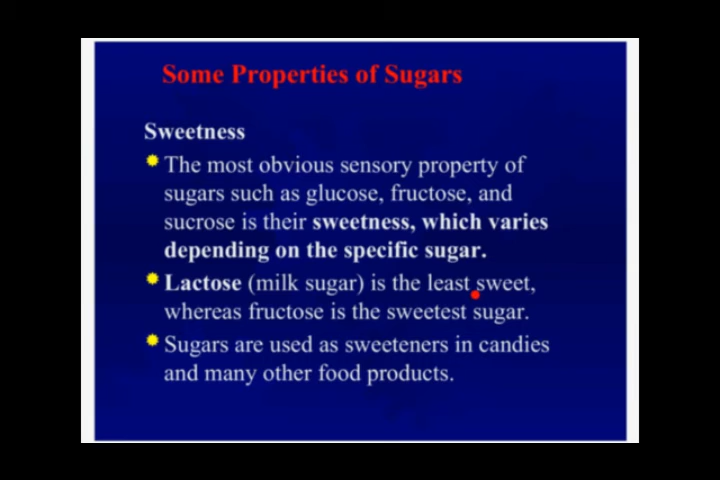 Some Properties of Sugars
Sweetness
The most obvious sensory property of
sugars such as glucose, fructose, and
sucrose is their sweetness, which varies
depending on the specific sugar.
Lactose (milk sugar) is the least sweet,
whereas fructose is the sweetest sugar.
Sugars are used as sweeteners in candies
and many other food products.